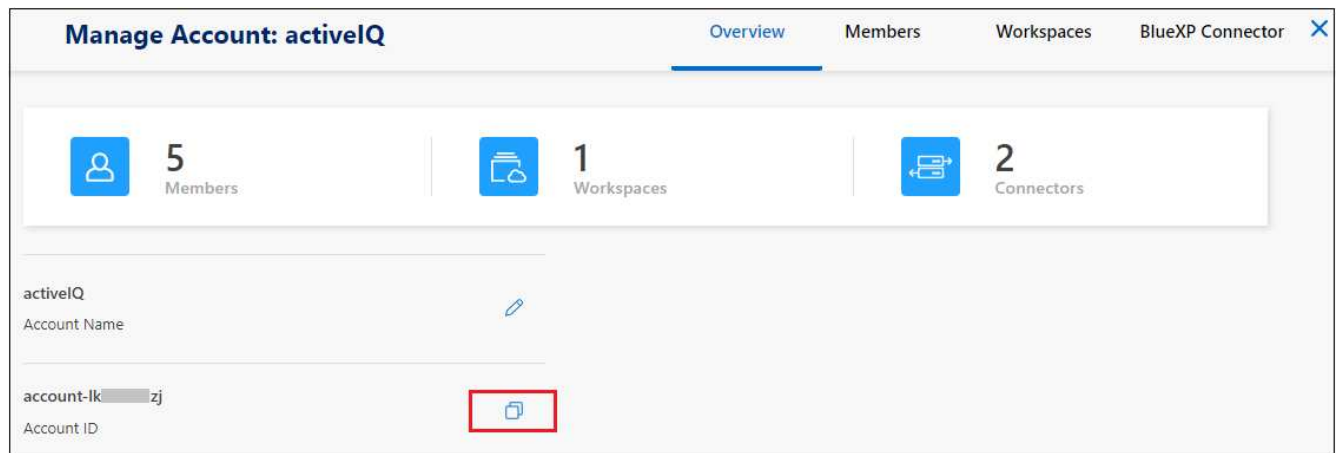 Manage Account: activeIQ
Overview
Members
Workspaces
BlueXP Connector
5
Members
1
Workspaces
2
Connectors
activeIQ
Account Name
account-lk zj
Account ID